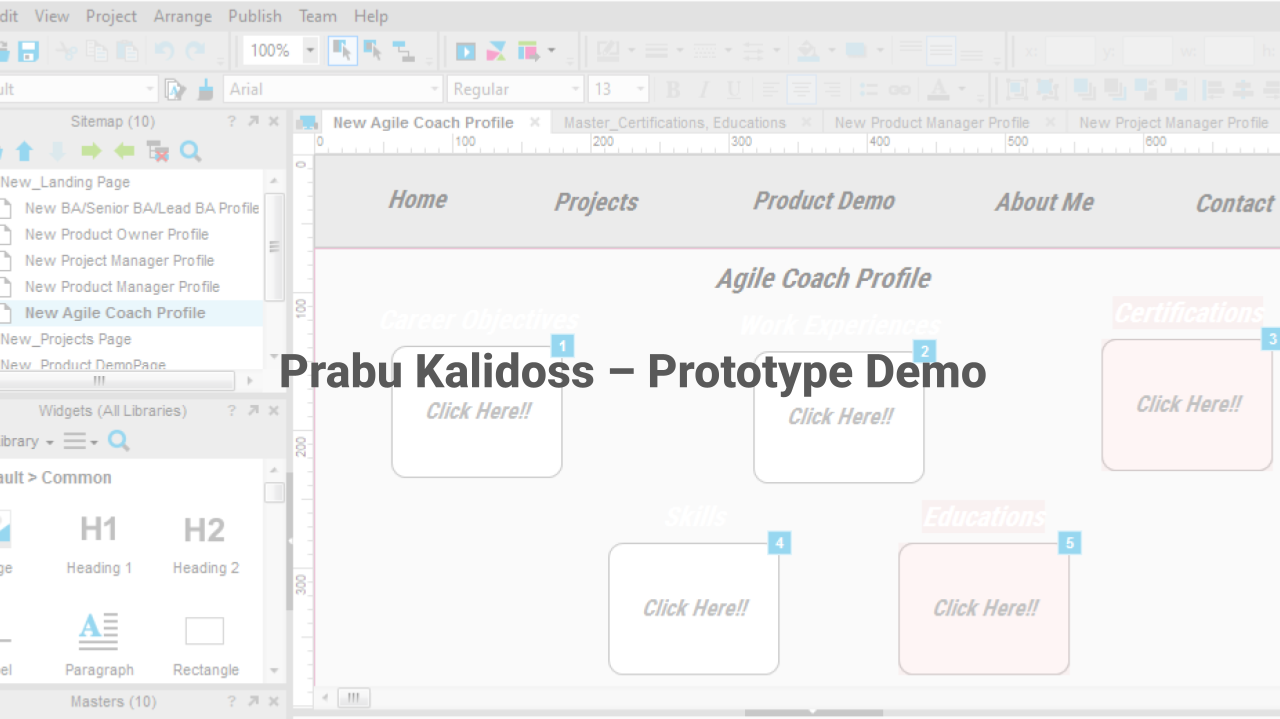 dit View Project Arrange Publish Team Help
100%
ult Arial Regular 13 B I U A
Sitemap (10) ?
New Agile Coach Profile
Master_Certifications, Educations
New Product Manager Profile
New Project Manager Profile
0 100 200 300 400 500 600
New_Landing Page
New BA/Senior BA/Lead BA Profile
New Product Owner Profile
New Project Manager Profile
New Product Manager Profile
New Agile Coach Profile
New_Projects Page
New_Product DemoPage
0
100
200
300
Home Projects Product Demo About Me Contact
Agile Coach Profile
Career Objectives
1
Click Here!!
Work Experiences
2
Click Here!!
Certifications
3
Click Here!!
Prabu Kalidoss – Prototype Demo
Skills
4
Click Here!!
Educations
5
Click Here!!
Widgets (All Libraries) ?
ibrary
ault > Common
ge
H1
Heading 1
H2
Heading 2
el
A
Paragraph
Rectangle
Masters (10) ?